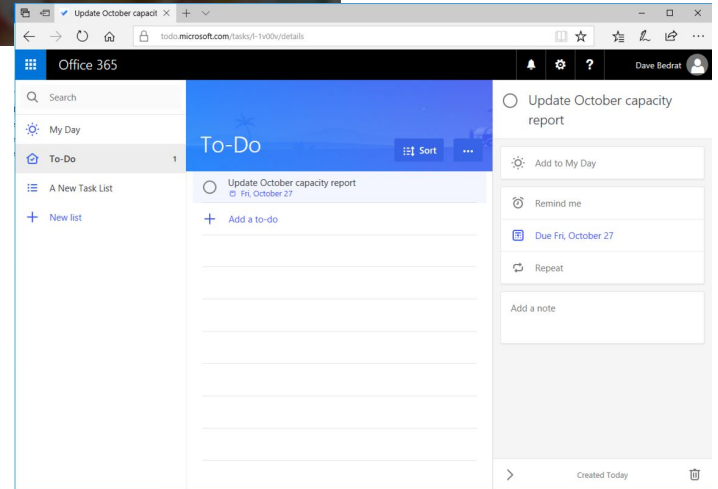 Update October capacit
todo.microsoft.com/tasks/l-1v00v/details
Office 365
?
Dave Bedrat
Search
My Day
To-Do 1
A New Task List
New list
To-Do
Sort
Update October capacity report
Fri, October 27
Add a to-do
Update October capacity
report
Add to My Day
Remind me
Due Fri, October 27
Repeat
Add a note
Created Today